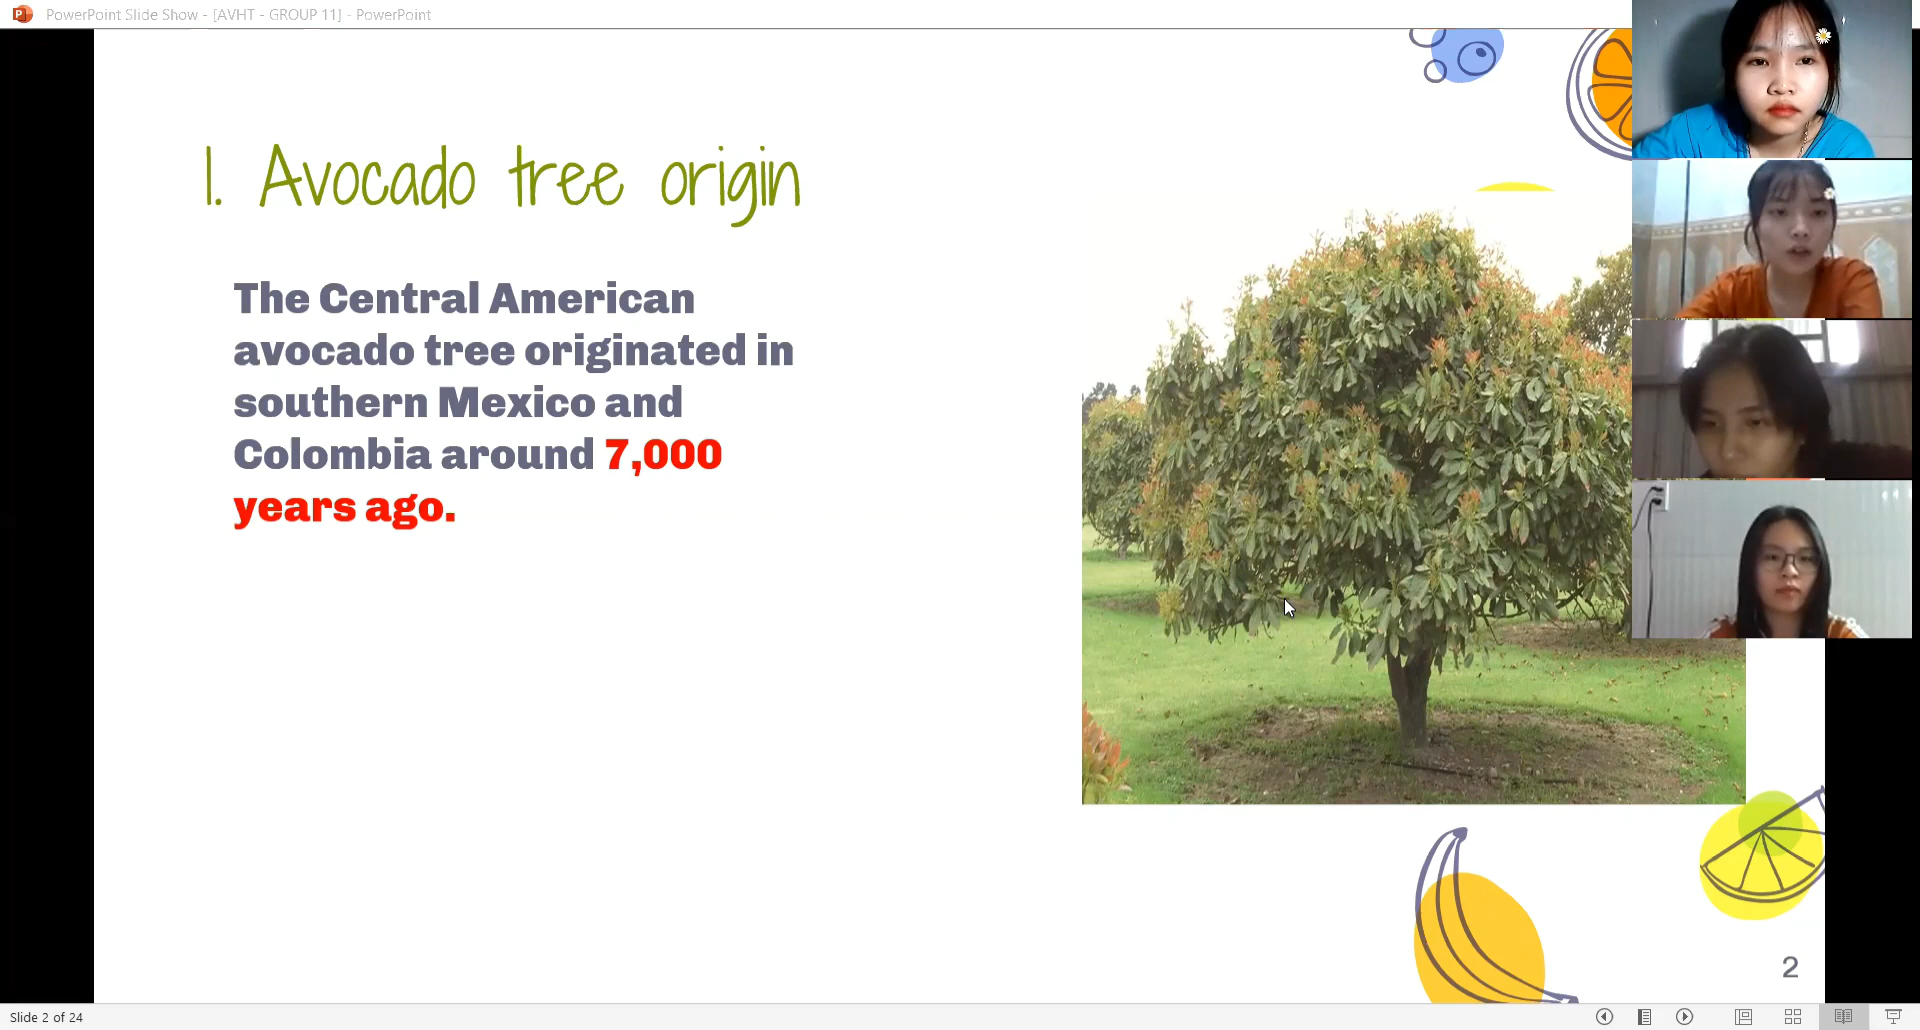 PowerPoint Slide Show - [AVHT - GROUP 11] - PowerPoint
1. Avocado tree origin
The Central American
avocado tree originated in
southern Mexico and
Colombia around 7,000
years ago.
2
Slide 2 of 24